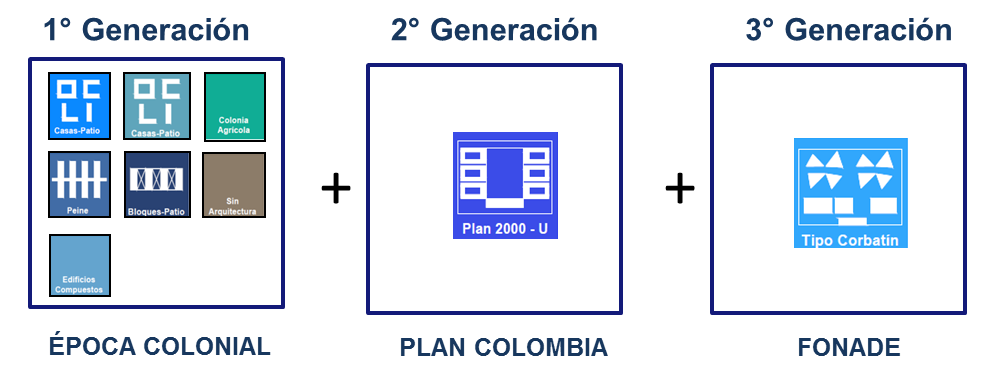 1° Generación
2° Generación
3° Generación
Casas-Patio
Casas-Patio
Colonia
Agrícola
Peine
Bloques-Patio
Sin
Arquitectura
Edificios
Compuestos
+
Plan 2000 - U
+
Tipo Corbatín
ÉPOCA COLONIAL
PLAN COLOMBIA
FONADE